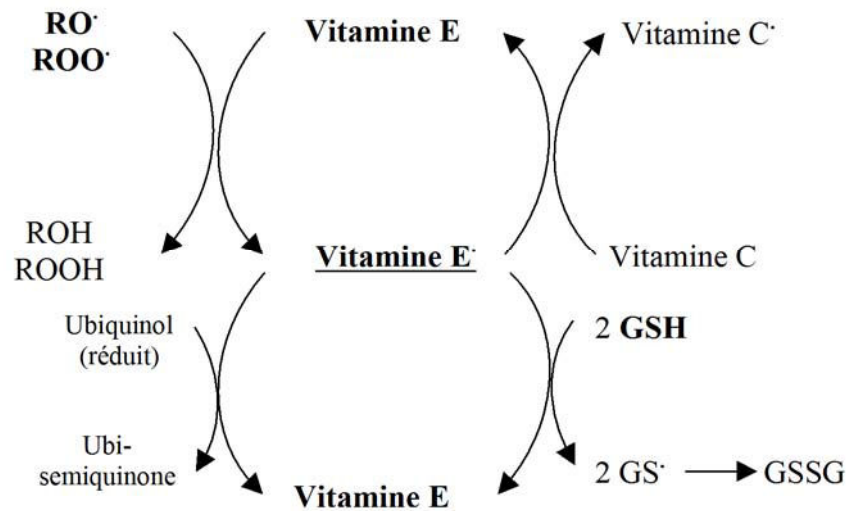 RO· Vitamine E Vitamine C·
ROO·
ROH
ROOH Vitamine E· Vitamine C
Ubiquinol
(réduit) 2 GSH
Ubi-
semiquinone 2 GS· GSSG
Vitamine E